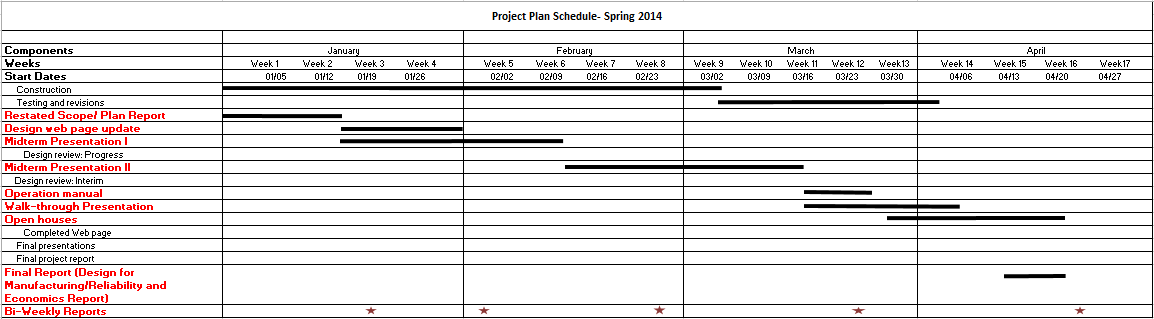 Project Plan Schedule- Spring 2014
Components January February March April
Weeks Week 1 Week 2 Week 3 Week 4 Week 5 Week 6 Week 7 Week 8 Week 9 Week 10 Week 11 Week 12 Week13 Week 14 Week 15 Week 16 Week17
Start Dates 01/05 01/12 01/19 01/26 02/02 02/09 02/16 02/23 03/02 03/09 03/16 03/23 03/30 04/06 04/13 04/20 04/27
Construction
Testing and revisions
Restated Scope/ Plan Report
Design web page update
Midterm Presentation I
Design review: Progress
Midterm Presentation II
Design review: Interim
Operation manual
Walk-through Presentation
Open houses
Completed Web page
Final presentations
Final project report
Final Report (Design for
Manufacturing/Reliability and
Economics Report)
Bi-Weekly Reports